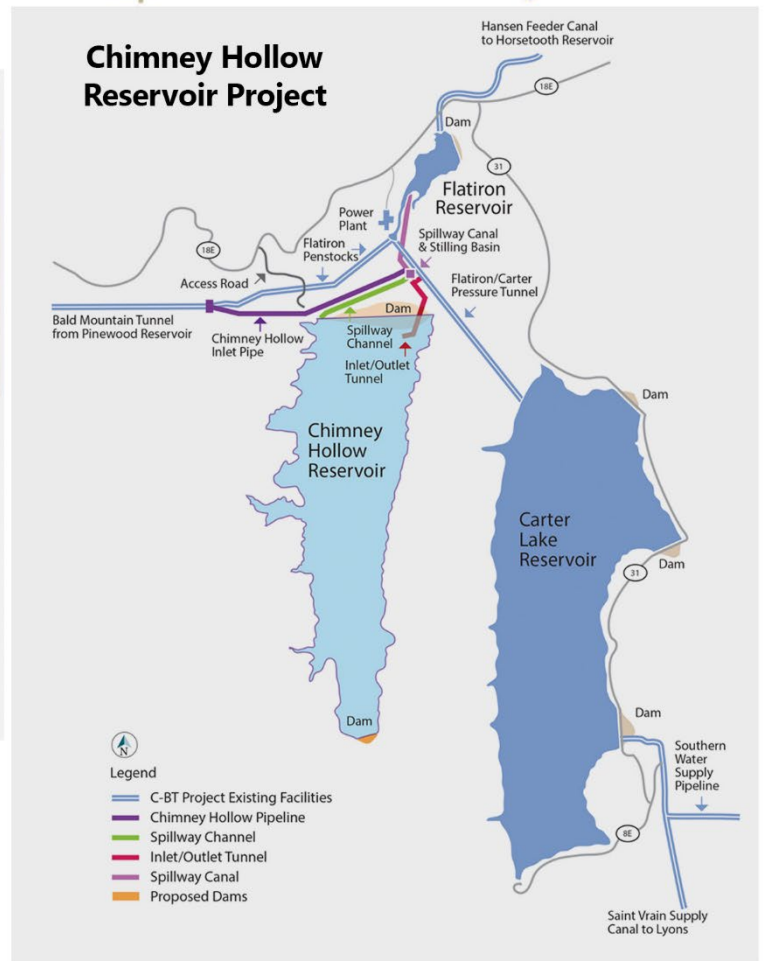 Chimney Hollow
Reservoir Project
Hansen Feeder Canal
to Horsetooth Reservoir
18E
Dam
31
Flatiron
Reservoir
Power
Plant
Spillway Canal
& Stilling Basin
Flatiron
Penstocks
18E
Access Road
Flatiron/Carter
Pressure Tunnel
Bald Mountain Tunnel
from Pinewood Reservoir
Chimney Hollow
Inlet Pipe
Dam
Spillway
Channel
Inlet/Outlet
Tunnel
Dam
Chimney
Hollow
Reservoir
Carter
Lake
Reservoir
Dam
31
Dam
Dam
Southern
Water
Supply
Pipeline
8E
Saint Vrain Supply
Canal to Lyons
N
Legend
C-BT Project Existing Facilities
Chimney Hollow Pipeline
Spillway Channel
Inlet/Outlet Tunnel
Spillway Canal
Proposed Dams